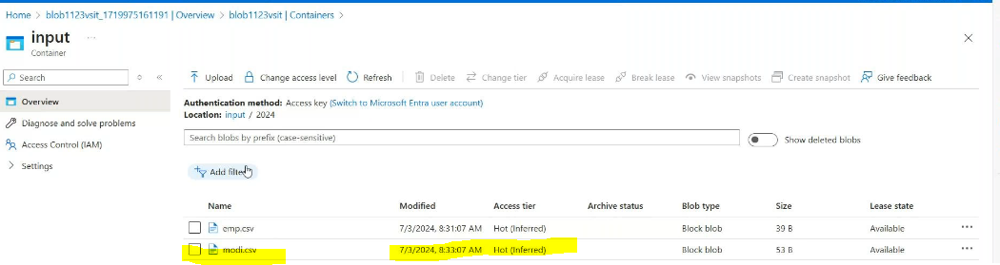 Home > blob1123vsit_1719975161191 | Overview > blob1123vsit | Containers >
input ...
Container
Search
Upload Change access level Refresh Delete Change tier Acquire lease Break lease View snapshots Create snapshot Give feedback
Overview
Diagnose and solve problems
Access Control (IAM)
Settings
Authentication method: Access key (Switch to Microsoft Entra user account)
Location: input / 2024
Search blobs by prefix (case-sensitive)
Show deleted blobs
Add filter
Name Modified Access tier Archive status Blob type Size Lease state
emp.csv 7/3/2024, 8:31:07 AM Hot (Inferred) Block blob 39 B Available ...
modi.csv 7/3/2024, 8:33:07 AM Hot (Inferred) Block blob 53 B Available ...